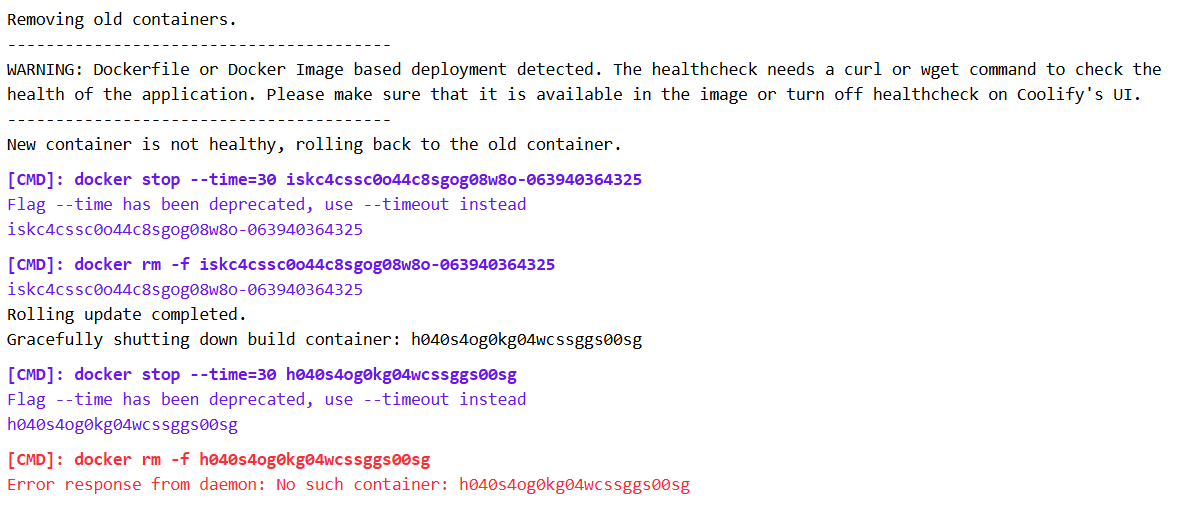 Removing old containers.
----------------------------------------
WARNING: Dockerfile or Docker Image based deployment detected. The healthcheck needs a curl or wget command to check the
health of the application. Please make sure that it is available in the image or turn off healthcheck on Coolify's UI.
----------------------------------------
New container is not healthy, rolling back to the old container.
[CMD]: docker stop --time=30 iskc4cssc0o44c8sgog08w8o-063940364325
Flag --time has been deprecated, use --timeout instead
iskc4cssc0o44c8sgog08w8o-063940364325
[CMD]: docker rm -f iskc4cssc0o44c8sgog08w8o-063940364325
iskc4cssc0o44c8sgog08w8o-063940364325
Rolling update completed.
Gracefully shutting down build container: h040s4og0kg04wcssggs00sg
[CMD]: docker stop --time=30 h040s4og0kg04wcssggs00sg
Flag --time has been deprecated, use --timeout instead
h040s4og0kg04wcssggs00sg
[CMD]: docker rm -f h040s4og0kg04wcssggs00sg
Error response from daemon: No such container: h040s4og0kg04wcssggs00sg